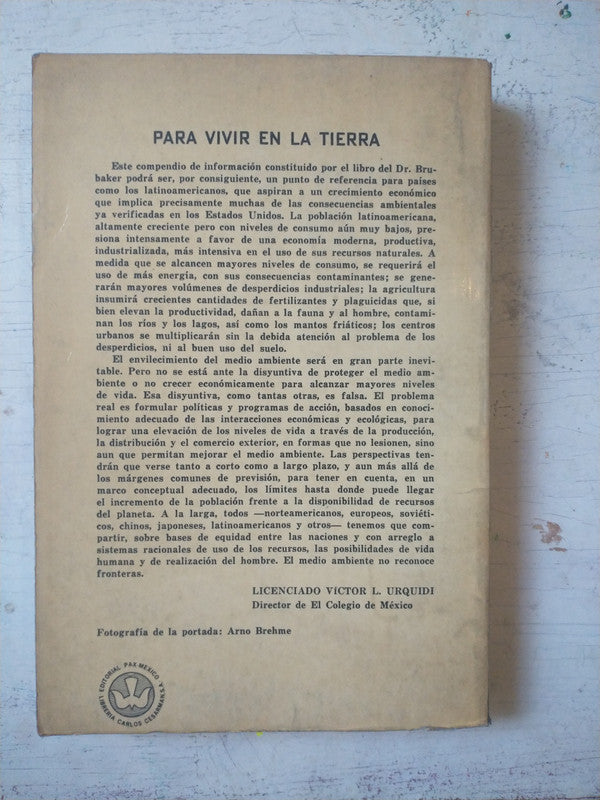 PARA VIVIR EN LA TIERRA
Este compendio de información constituido por el libro del Dr. Bru-
baker podrá ser, por consiguiente, un punto de referencia para países
como los latinoamericanos, que aspiran a un crecimiento económico
que implica precisamente muchas de las consecuencias ambientales
ya verificadas en los Estados Unidos. La población latinoamericana,
altamente creciente pero con niveles de consumo aún muy bajos, pre-
siona intensamente a favor de una economía moderna, productiva,
industrializada, más intensiva en el uso de sus recursos naturales. A
medida que se alcancen mayores niveles de consumo, se requerirá el
uso de más energía, con sus consecuencias contaminantes; se gene-
rarán mayores volúmenes de desperdicios industriales; la agricultura
insumirá crecientes cantidades de fertilizantes y plaguicidas que, si
bien elevan la productividad, dañan a la fauna y al hombre, contami-
nan los ríos y los lagos, así como los mantos friáticos; los centros
urbanos se multiplicarán sin la debida atención al problema de los
desperdicios, ni al buen uso del suelo.
El envilecimiento del medio ambiente será en gran parte inevi-
table. Pero no se está ante la disyuntiva de proteger el medio am-
biente o no crecer económicamente para alcanzar mayores niveles
de vida. Esa disyuntiva, como tantas otras, es falsa. El problema
real es formular políticas y programas de acción, basados en conoci-
miento adecuado de las interacciones económicas y ecológicas, para
lograr una elevación de los niveles de vida a través de la producción,
la distribución y el comercio exterior, en formas que no lesionen, sino
aun que permitan mejorar el medio ambiente. Las perspectivas ten-
drán que verse tanto a corto como a largo plazo, y aun más allá de
los márgenes comunes de previsión, para tener en cuenta, en un
marco conceptual adecuado, los límites hasta donde puede llegar
el incremento de la población frente a la disponibilidad de recursos
del planeta. A la larga, todos —norteamericanos, europeos, soviéti-
cos, chinos, japoneses, latinoamericanos y otros— tenemos que com-
partir, sobre bases de equidad entre las naciones y con arreglo a
sistemas racionales de uso de los recursos, las posibilidades de vida
humana y de realización del hombre. El medio ambiente no reconoce
fronteras.
LICENCIADO VICTOR L. URQUIDI
Director de El Colegio de México
Fotografía de la portada: Arno Brehme
EDITORIAL PAX-MEXICO
LIBRERIA CARLOS CESARMAN, S.A.